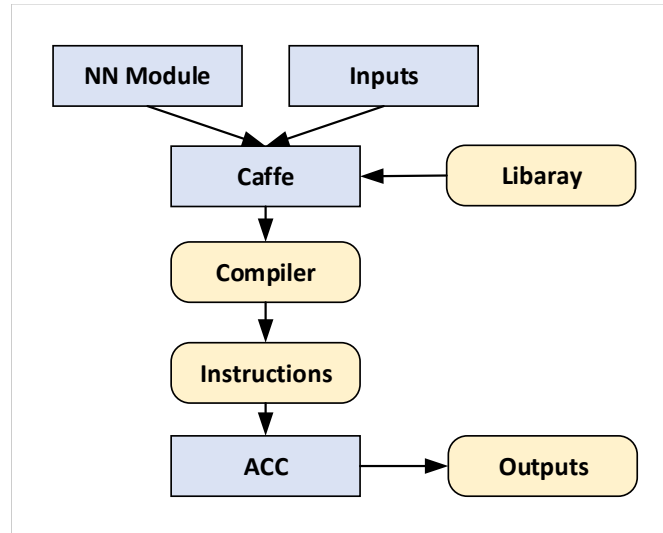 NN Module
Inputs
Caffe
Libaray
Compiler
Instructions
ACC
Outputs